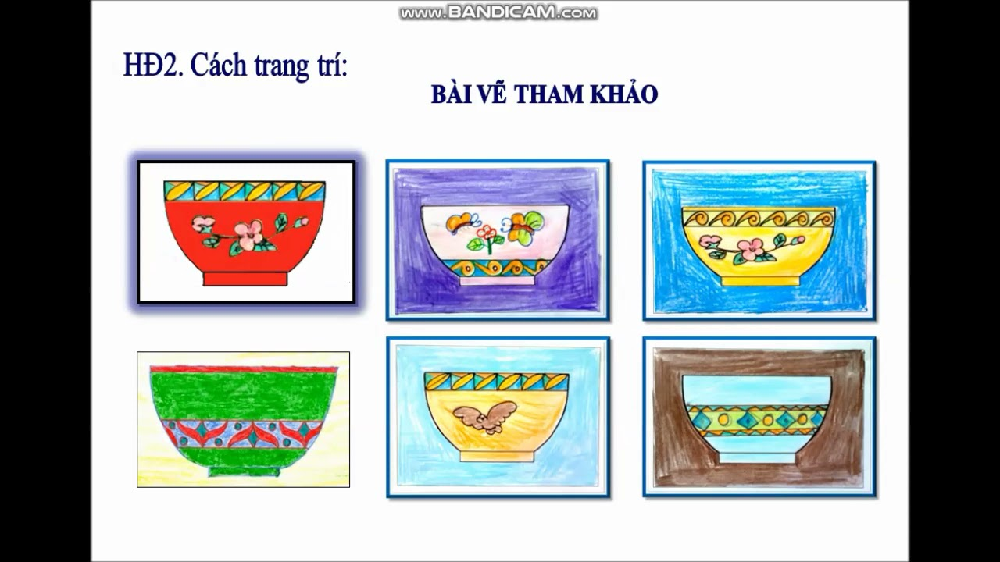 www.BANDICAM.com
HĐ2. Cách trang trí:
BÀI VẼ THAM KHẢO